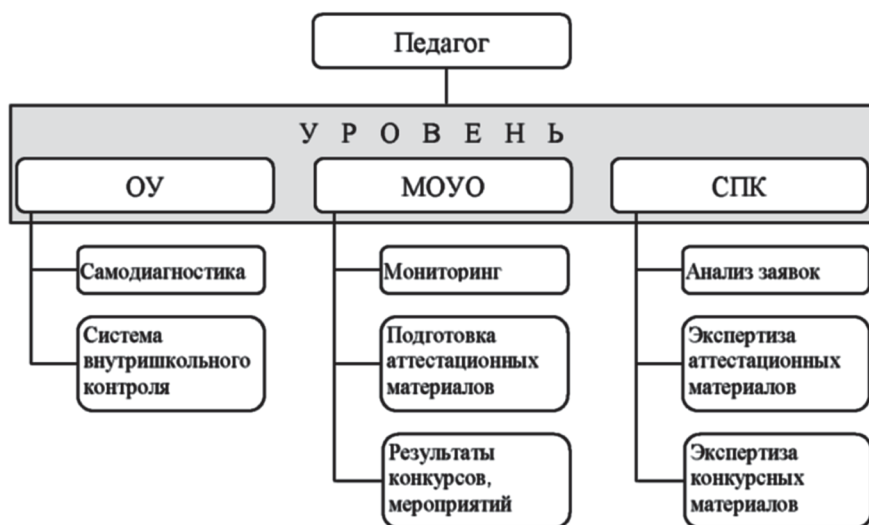 Педагог
УРОВЕНЬ
ОУ
МОУО
СПК
Самодиагностика
Мониторинг
Анализ заявок
Система
внутришкольного
контроля
Подготовка
аттестационных
материалов
Экспертиза
аттестационных
материалов
Результаты
конкурсов,
мероприятий
Экспертиза
конкурсных
материалов